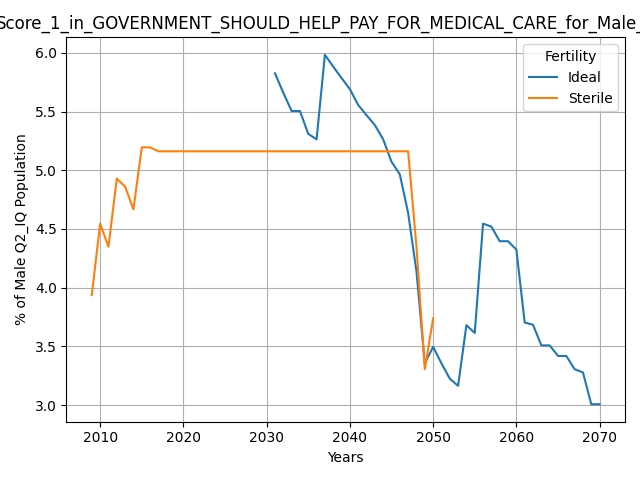 Score_1_in_GOVERNMENT_SHOULD_HELP_PAY_FOR_MEDICAL_CARE_for_Male_
Fertility
Ideal
Sterile
% of Male Q2_IQ Population
6.0
5.5
5.0
4.5
4.0
3.5
3.0
2010 2020 2030 2040 2050 2060 2070
Years